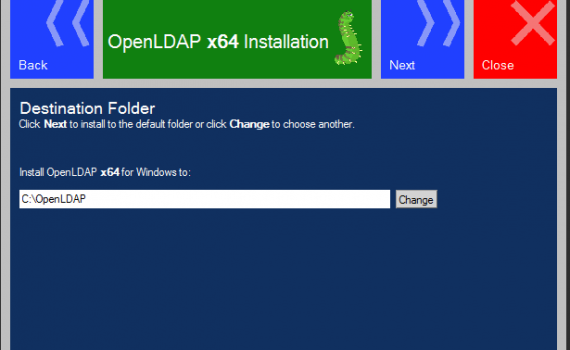 Back
OpenLDAP x64 Installation
Next
Close
Destination Folder
Click Next to install to the default folder or click Change to choose another.
Install OpenLDAP x64 for Windows to:
C:\OpenLDAP
Change